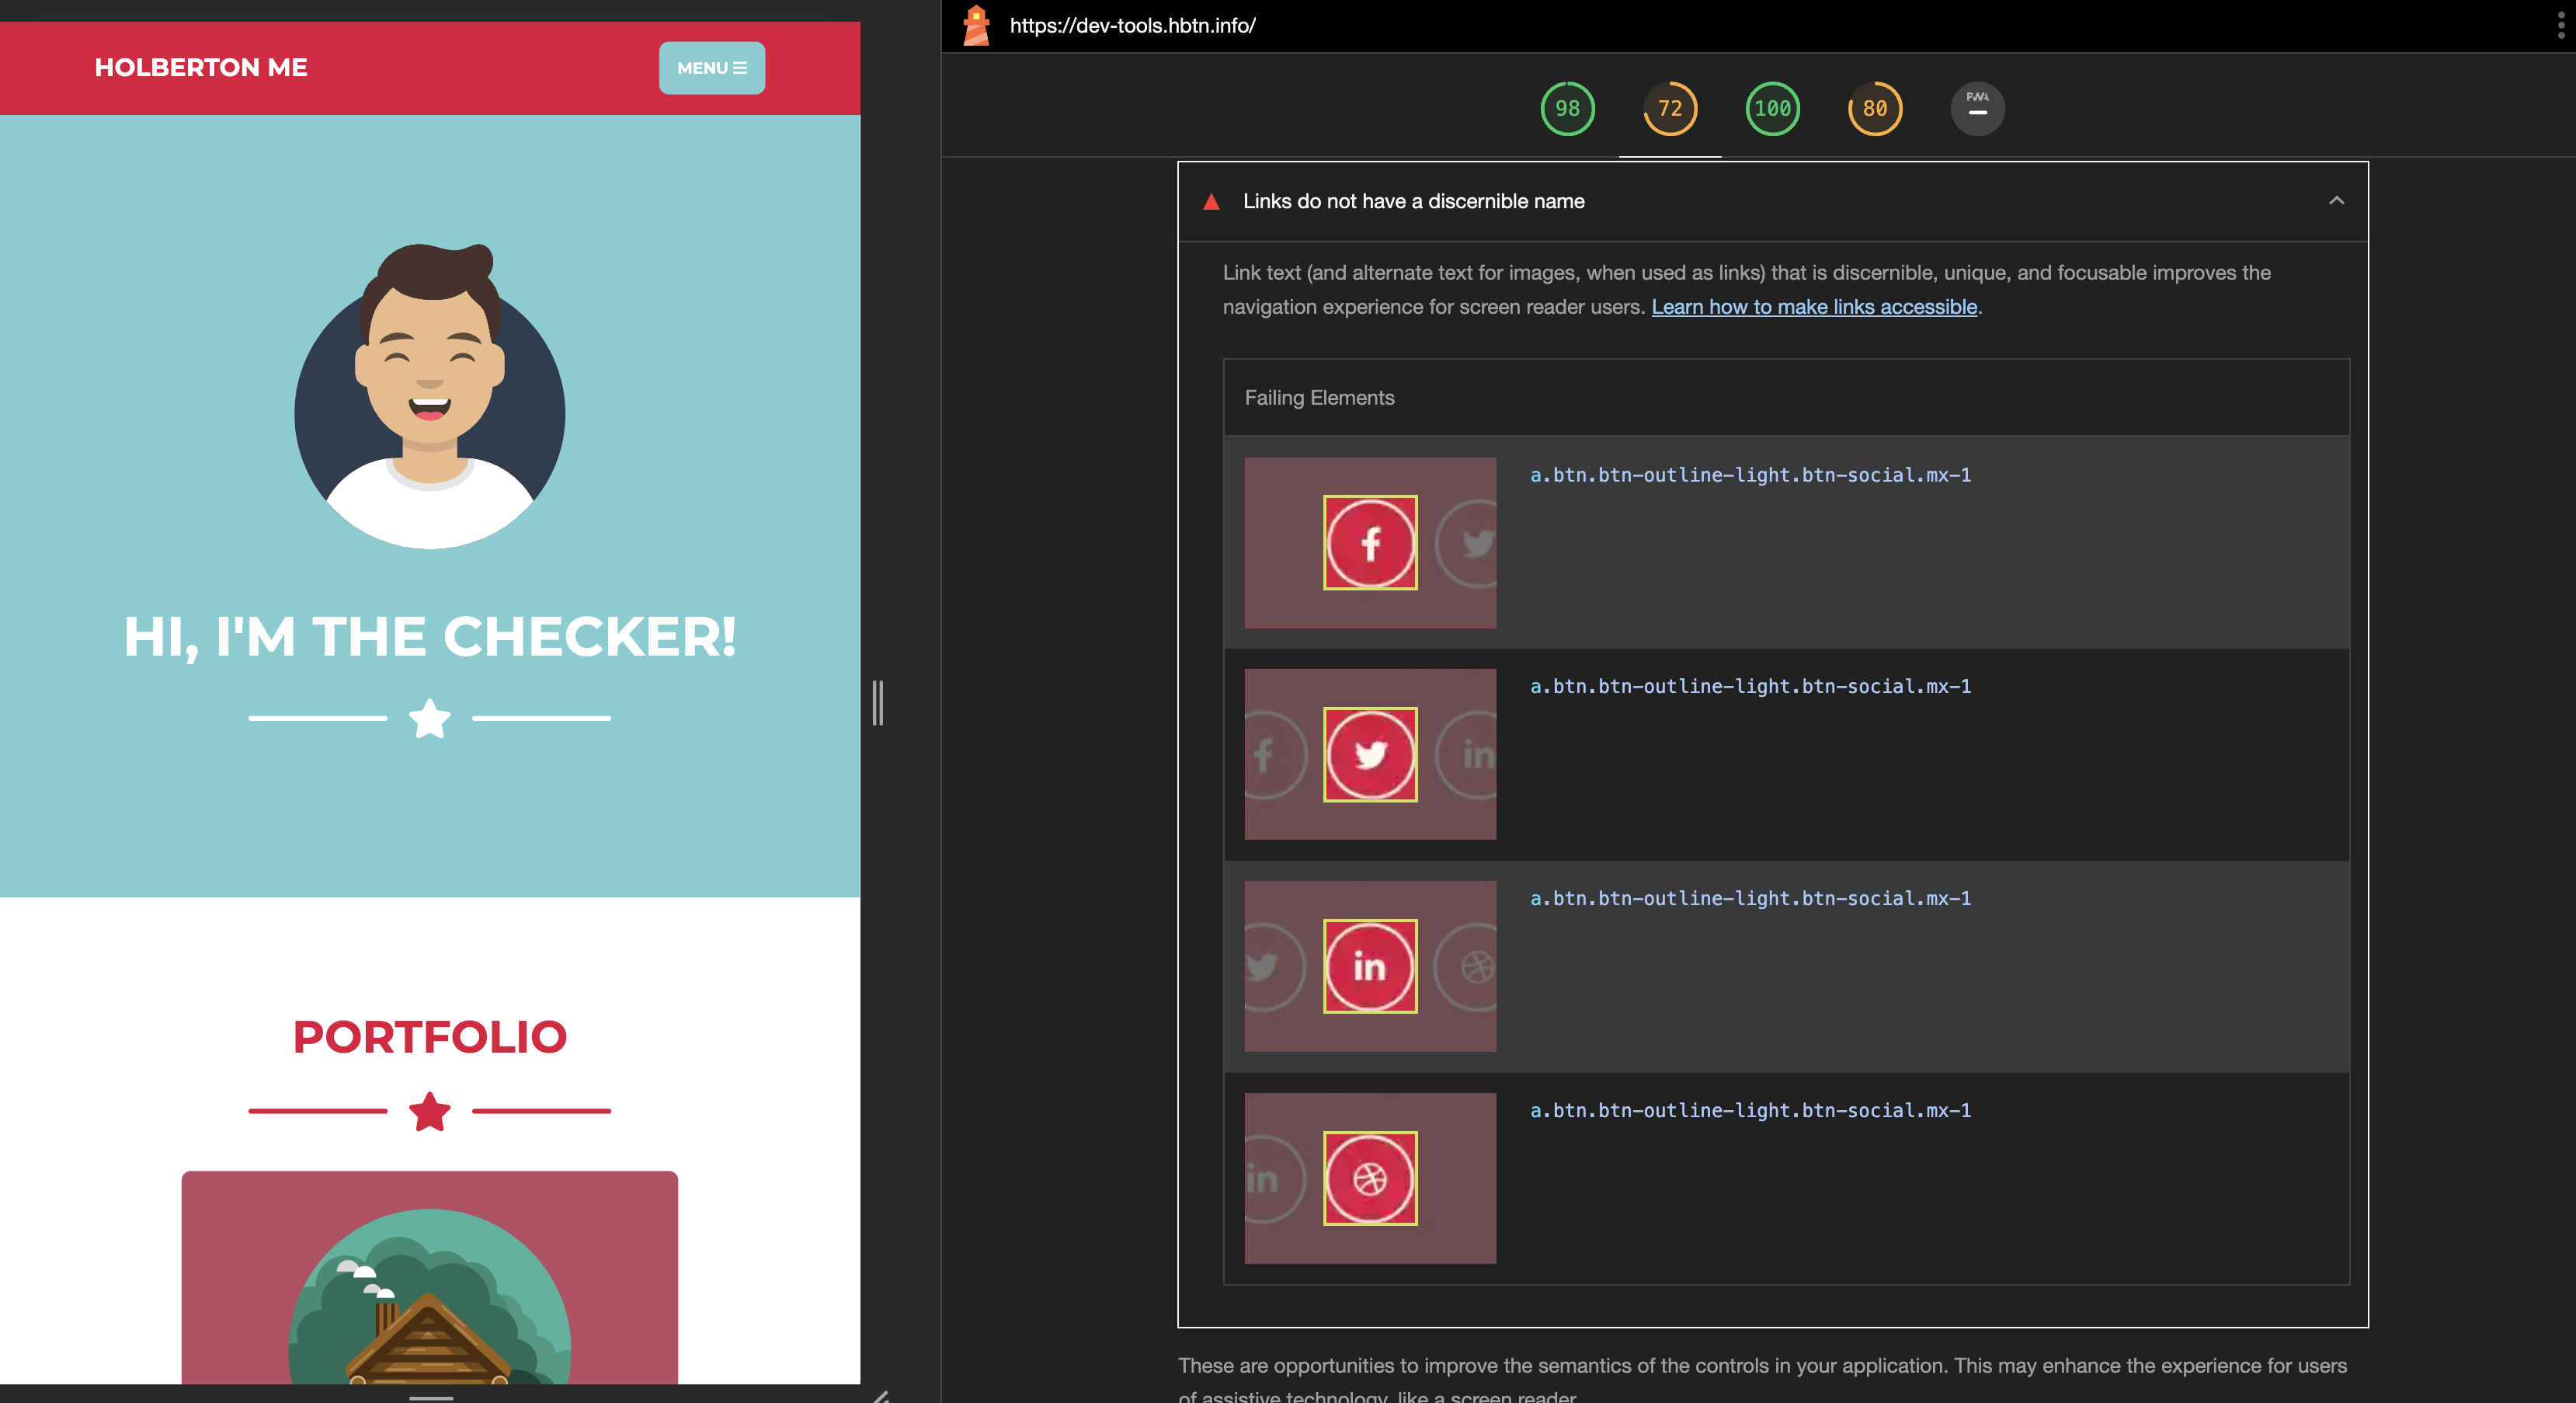 HOLBERTON ME
MENU
HI, I'M THE CHECKER!
PORTFOLIO
https://dev-tools.hbtn.info/
98
72
100
80
PWA
Links do not have a discernible name
Link text (and alternate text for images, when used as links) that is discernible, unique, and focusable improves the
navigation experience for screen reader users. Learn how to make links accessible.
Failing Elements
a.btn.btn-outline-light.btn-social.mx-1
a.btn.btn-outline-light.btn-social.mx-1
in
a.btn.btn-outline-light.btn-social.mx-1
in
a.btn.btn-outline-light.btn-social.mx-1
in
These are opportunities to improve the semantics of the controls in your application. This may enhance the experience for users
of assistive technology, like a screen reader.